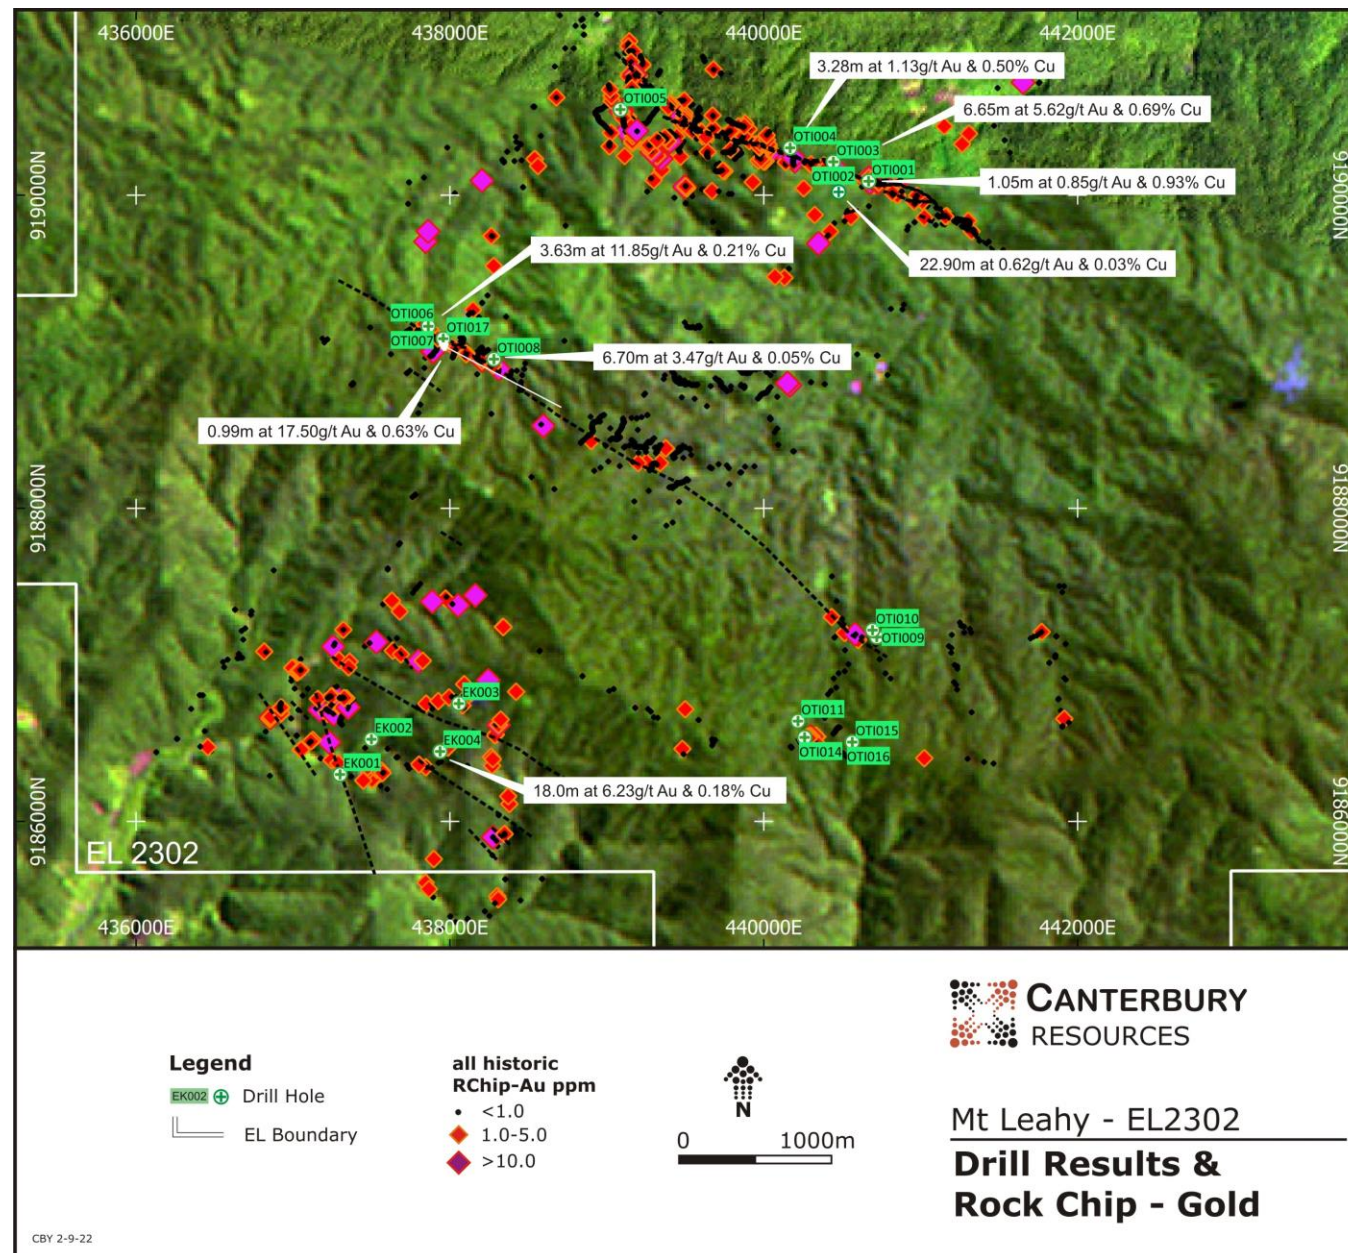 436000E
438000E
440000E
442000E
3.28m at 1.13g/t Au & 0.50% Cu
OTI005
6.65m at 5.62g/t Au & 0.69% Cu
OTI004
OTI003
OTI002
OTI001
1.05m at 0.85g/t Au & 0.93% Cu
9190000N
9190000N
3.63m at 11.85g/t Au & 0.21% Cu
22.90m at 0.62g/t Au & 0.03% Cu
OTI006
OTI017
OTI007
OTI008
6.70m at 3.47g/t Au & 0.05% Cu
0.99m at 17.50g/t Au & 0.63% Cu
9188000N
9188000N
OTI010
OTI009
EK003
OTI011
EK002
EK004
OTI015
OTI014
OTI016
EK001
18.0m at 6.23g/t Au & 0.18% Cu
9186000N
9186000N
EL 2302
436000E
438000E
440000E
442000E
CANTERBURY
RESOURCES
Legend
EK002 Drill Hole
EL Boundary
all historic
RChip-Au ppm
<1.0
1.0-5.0
>10.0
N
0 1000m
Mt Leahy - EL2302
Drill Results &
Rock Chip - Gold
CBY 2-9-22